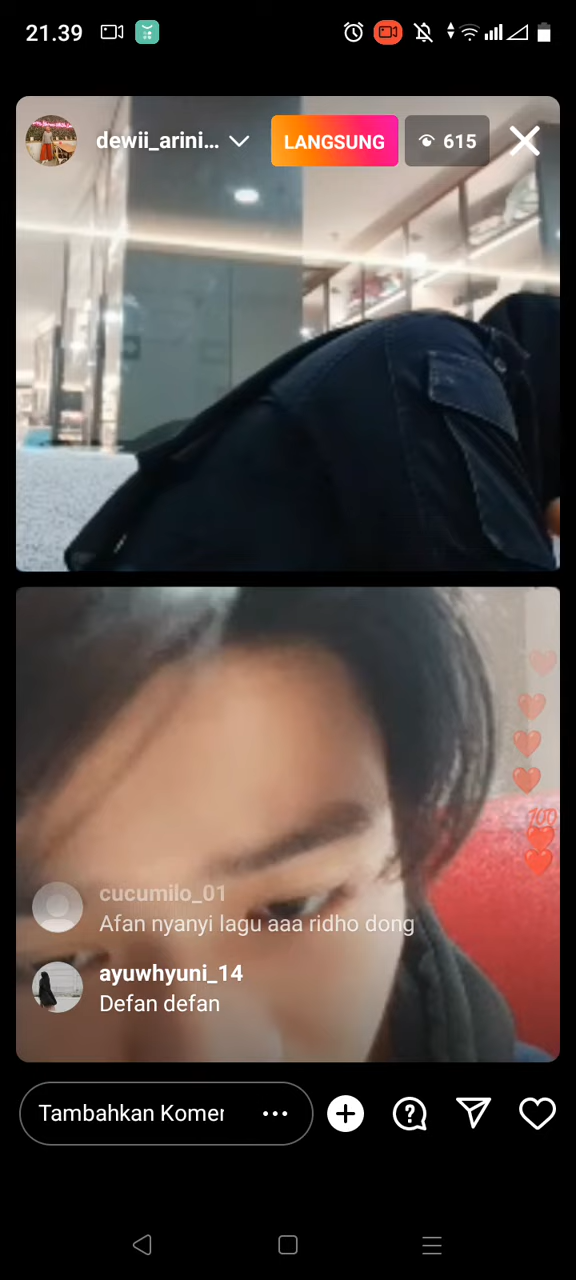 21.39
dewii_arini...
LANGSUNG
615
100
cucumilo_01
Afan nyanyi lagu aaa ridho dong
ayuwhyuni_14
Defan defan
Tambahkan Komer